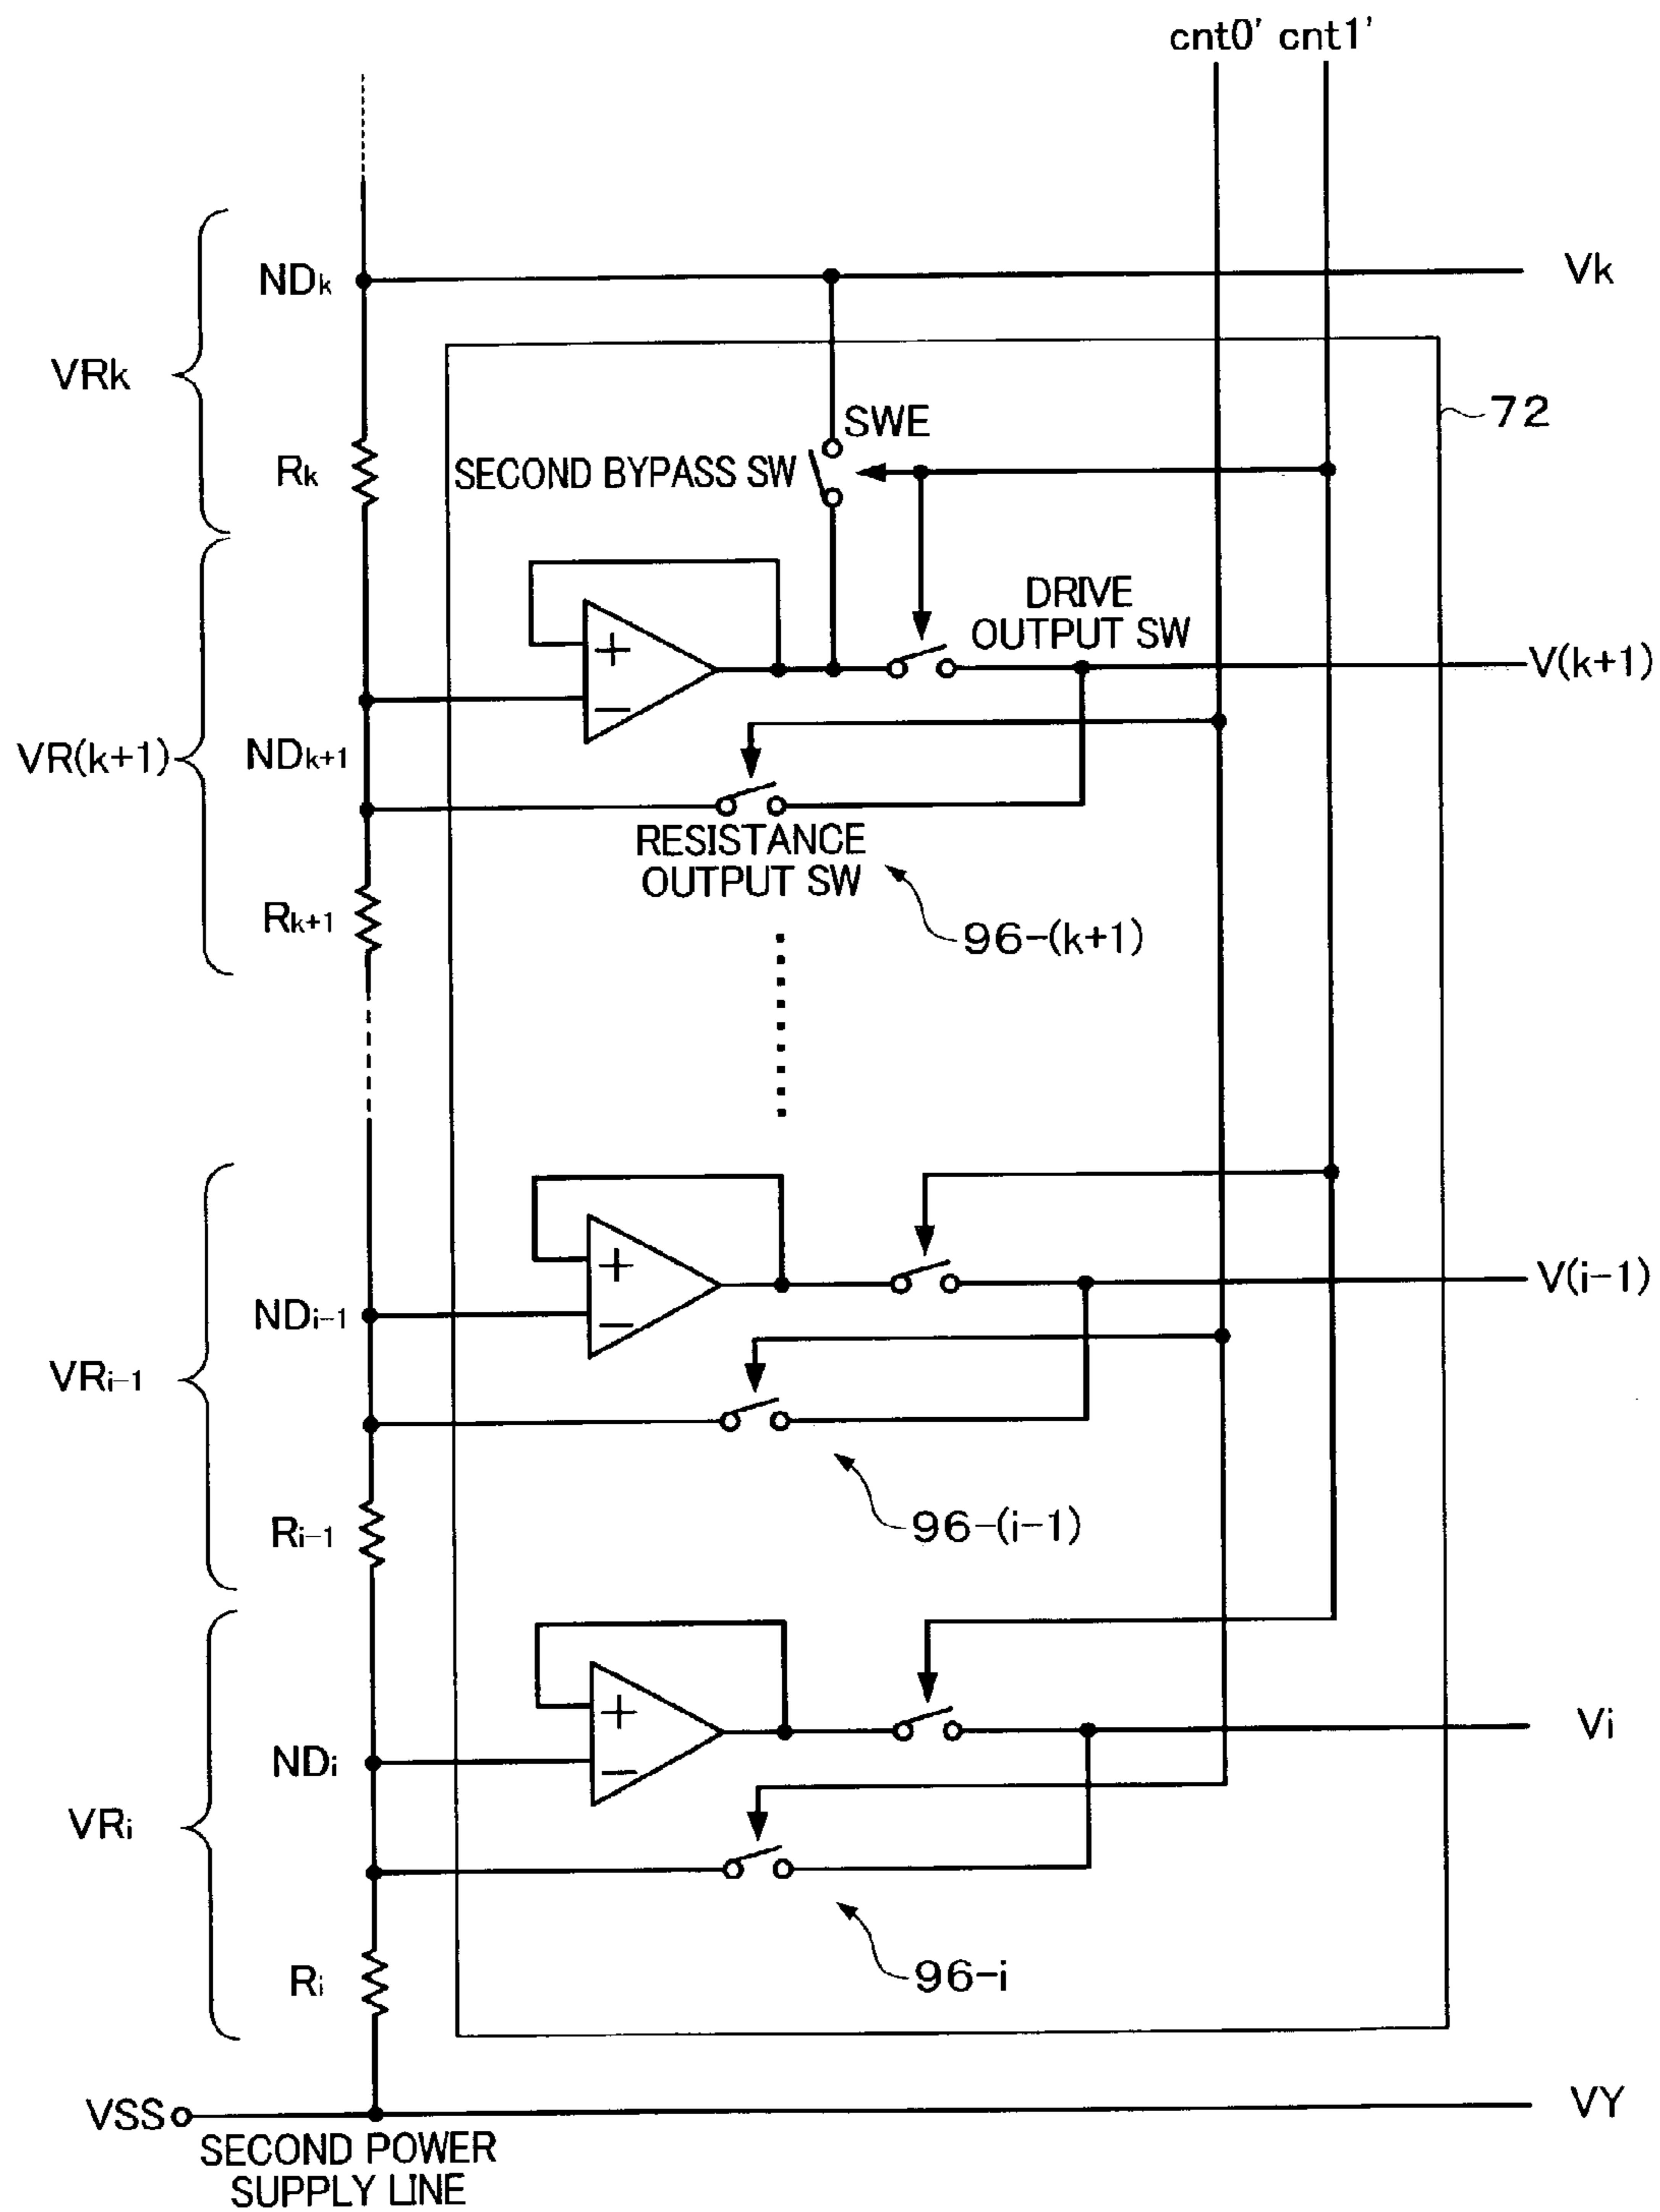 cnt0' cnt1'
NDk
Vk
VRk
72
SWE
SECOND BYPASS SW
Rk
DRIVE
OUTPUT SW
+
−
V(k+1)
VR(k+1)
NDk+1
RESISTANCE
OUTPUT SW
Rk+1
96-(k+1)
+
−
V(i-1)
NDi-1
VRi-1
96-(i-1)
Ri-1
+
−
Vi
NDi
VRi
96-i
Ri
VSS
VY
SECOND POWER
SUPPLY LINE